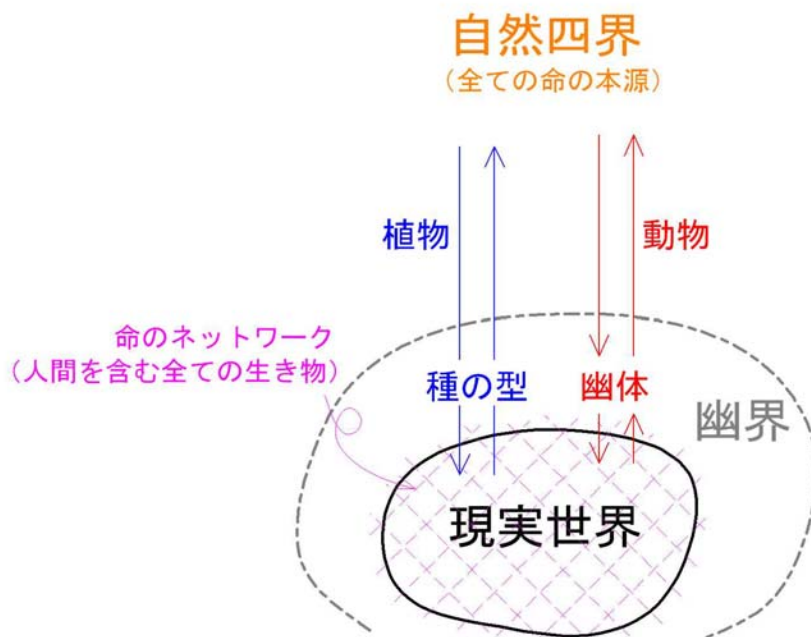 自然四界
（全ての命の本源）
植物
動物
命のネットワーク
（人間を含む全ての生き物）
種の型
幽体
幽界
現実世界